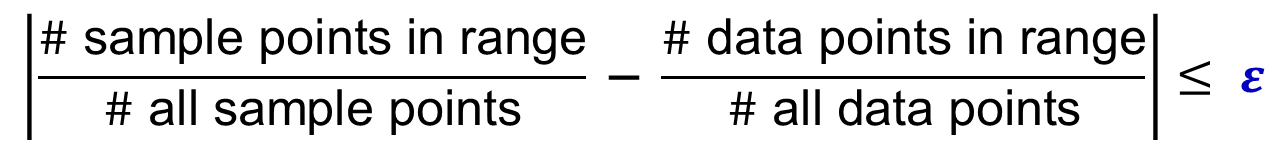 |# sample points in range / # all sample points − # data points in range / # all data points| ≤ ε